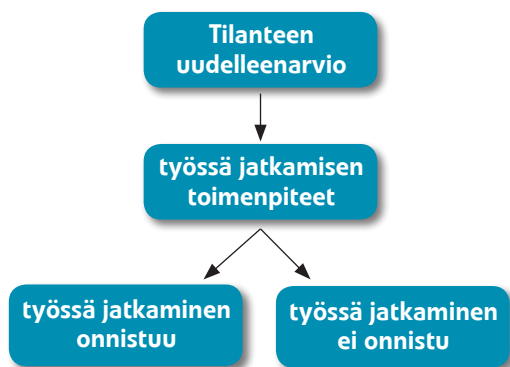 Tilanteen
uudelleenarvio
työssä jatkamisen
toimenpiteet
työssä jatkaminen
onnistuu
työssä jatkaminen
ei onnistu